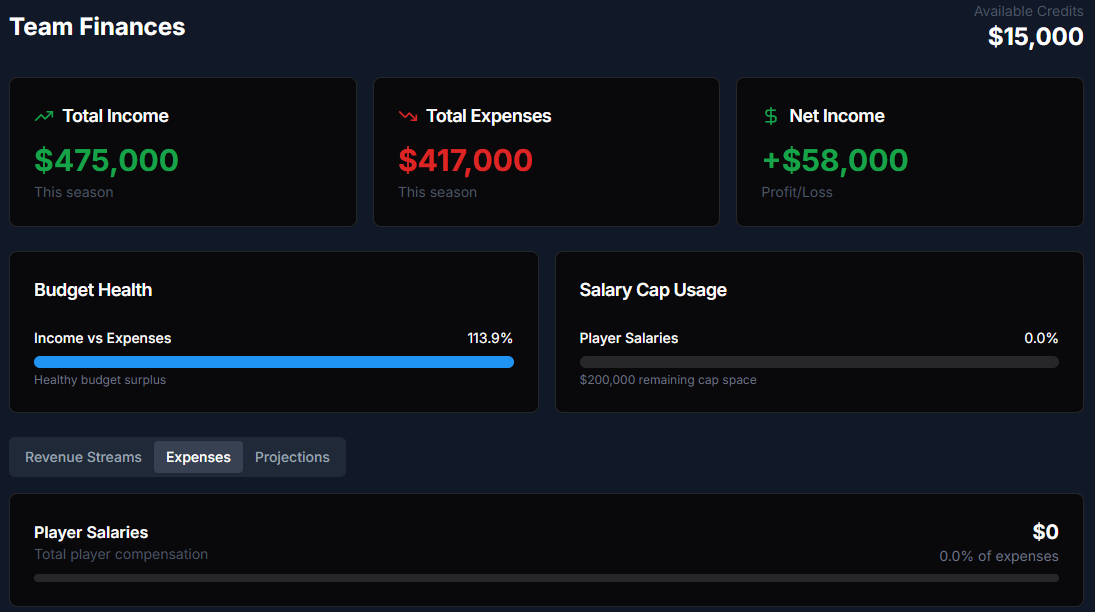 Team Finances
Available Credits
$15,000
Total Income
$475,000
This season
Total Expenses
$417,000
This season
Net Income
+$58,000
Profit/Loss
Budget Health
Income vs Expenses 113.9%
Healthy budget surplus
Salary Cap Usage
Player Salaries 0.0%
$200,000 remaining cap space
Revenue Streams Expenses Projections
Player Salaries $0
Total player compensation 0.0% of expenses